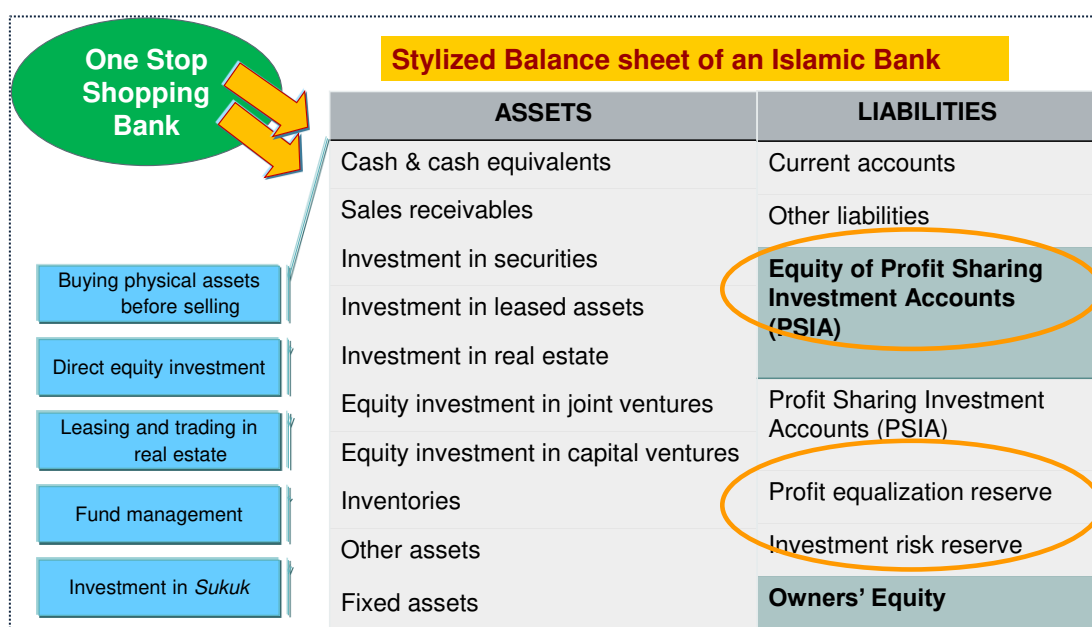 One Stop
Shopping
Bank
Stylized Balance sheet of an Islamic Bank
ASSETS
Cash & cash equivalents
Sales receivables
Investment in securities
Investment in leased assets
Investment in real estate
Equity investment in joint ventures
Equity investment in capital ventures
Inventories
Other assets
Fixed assets
LIABILITIES
Current accounts
Other liabilities
Equity of Profit Sharing
Investment Accounts
(PSIA)
Profit Sharing Investment
Accounts (PSIA)
Profit equalization reserve
Investment risk reserve
Owners' Equity
Buying physical assets
before selling
Direct equity investment
Leasing and trading in
real estate
Fund management
Investment in Sukuk